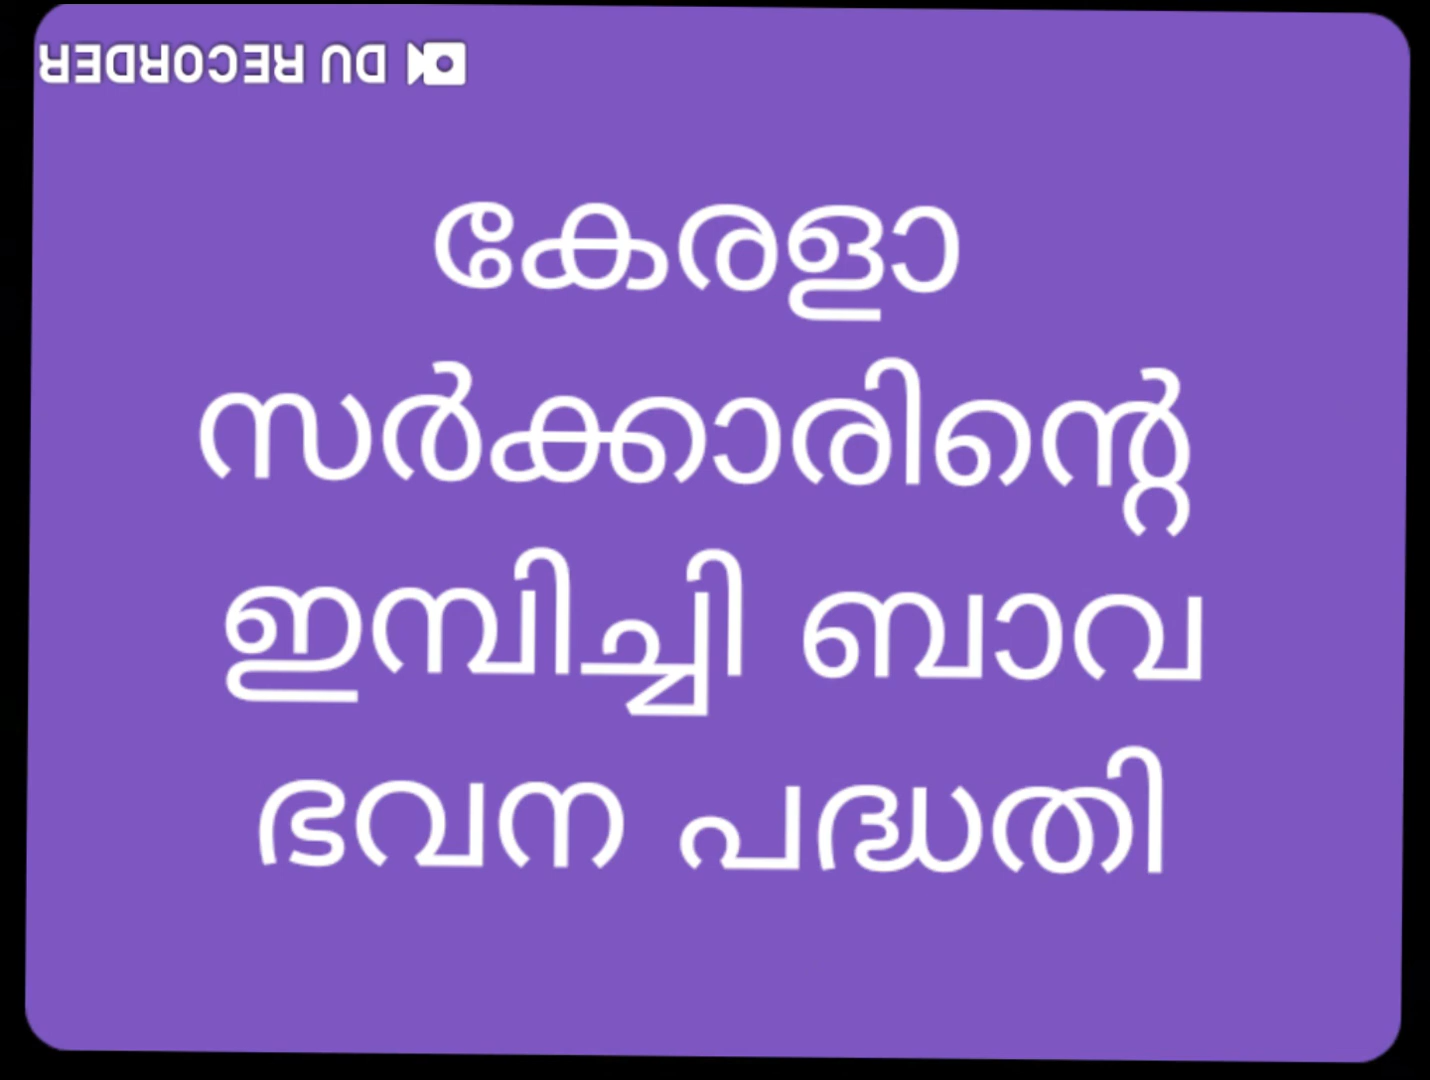 DU RECORDER
കേരളാ
സർക്കാരിന്റെ
ഇമ്പിച്ചി ബാവ
ഭവന പദ്ധതി